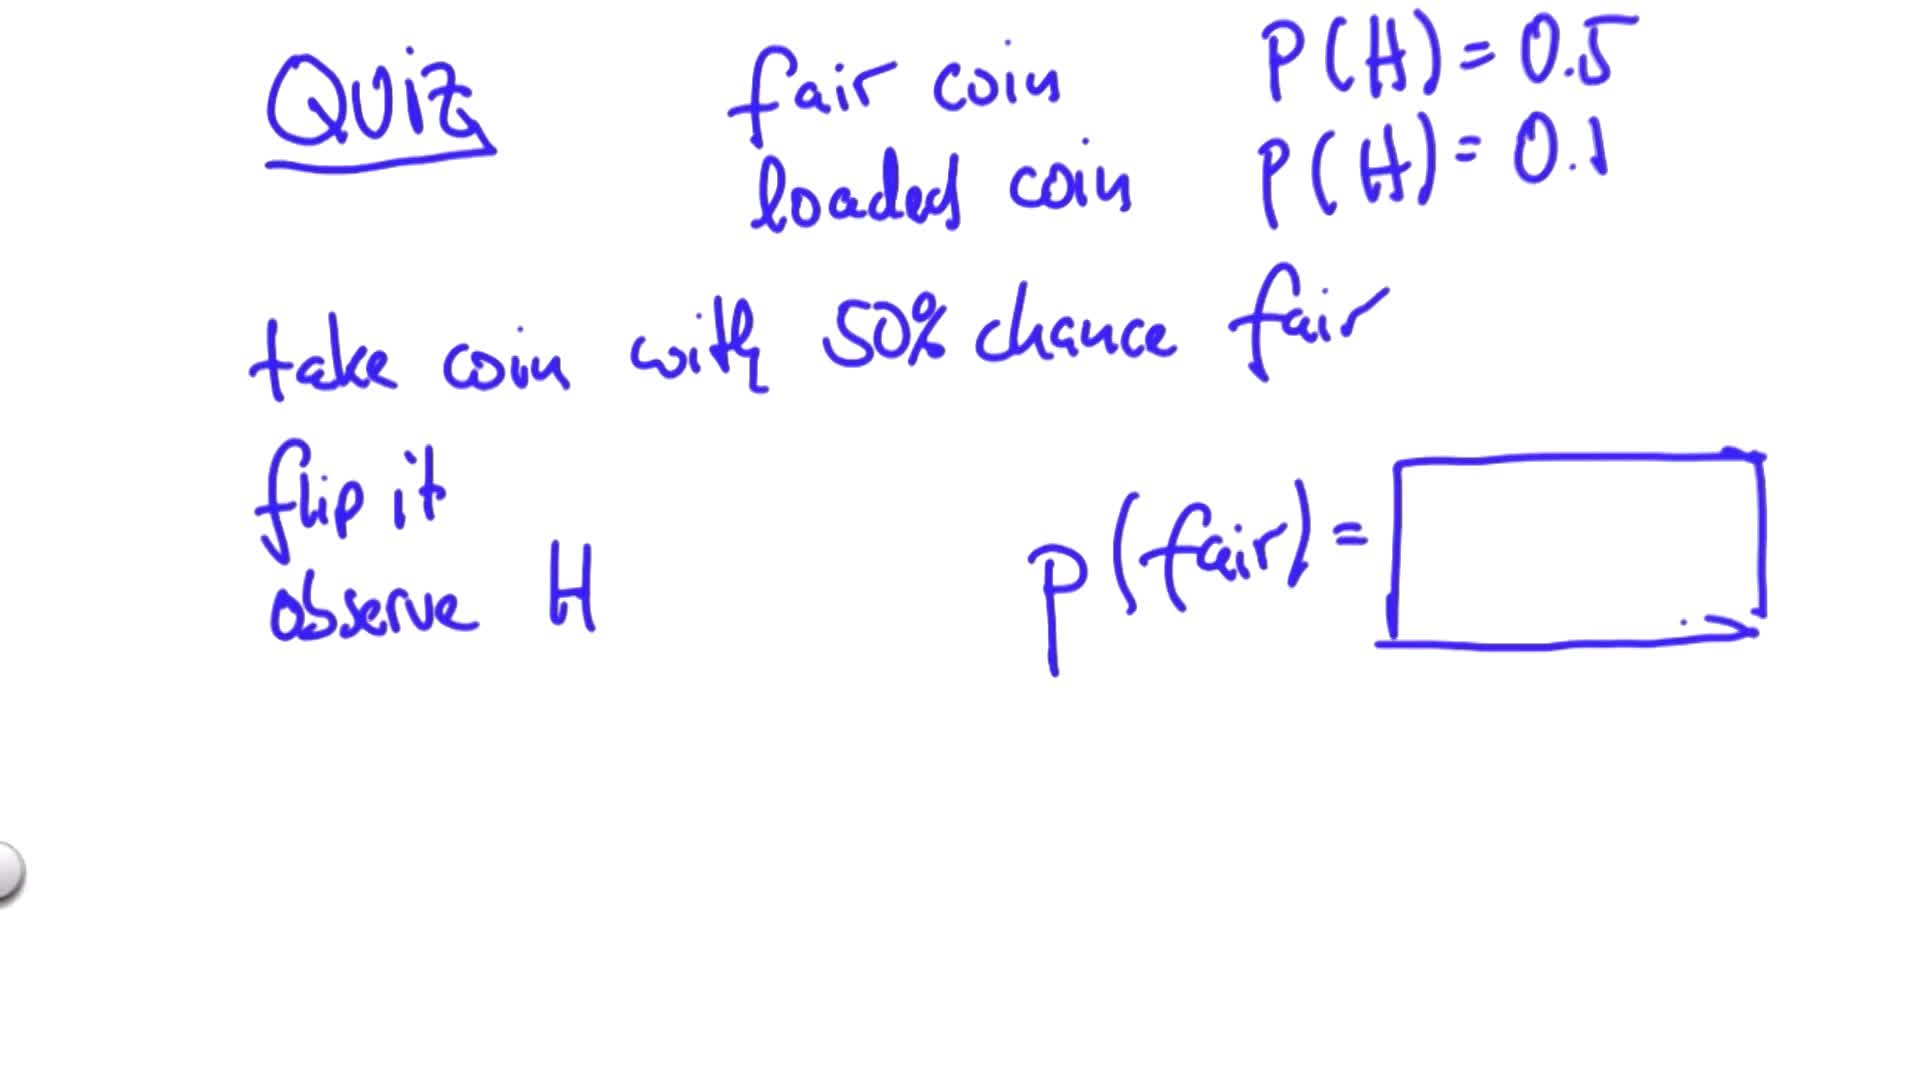 Quiz
fair coin P(H) = 0.5
loaded coin P(H) = 0.1
take coin with 50% chance fair
flip it
observe H
P(fair) =